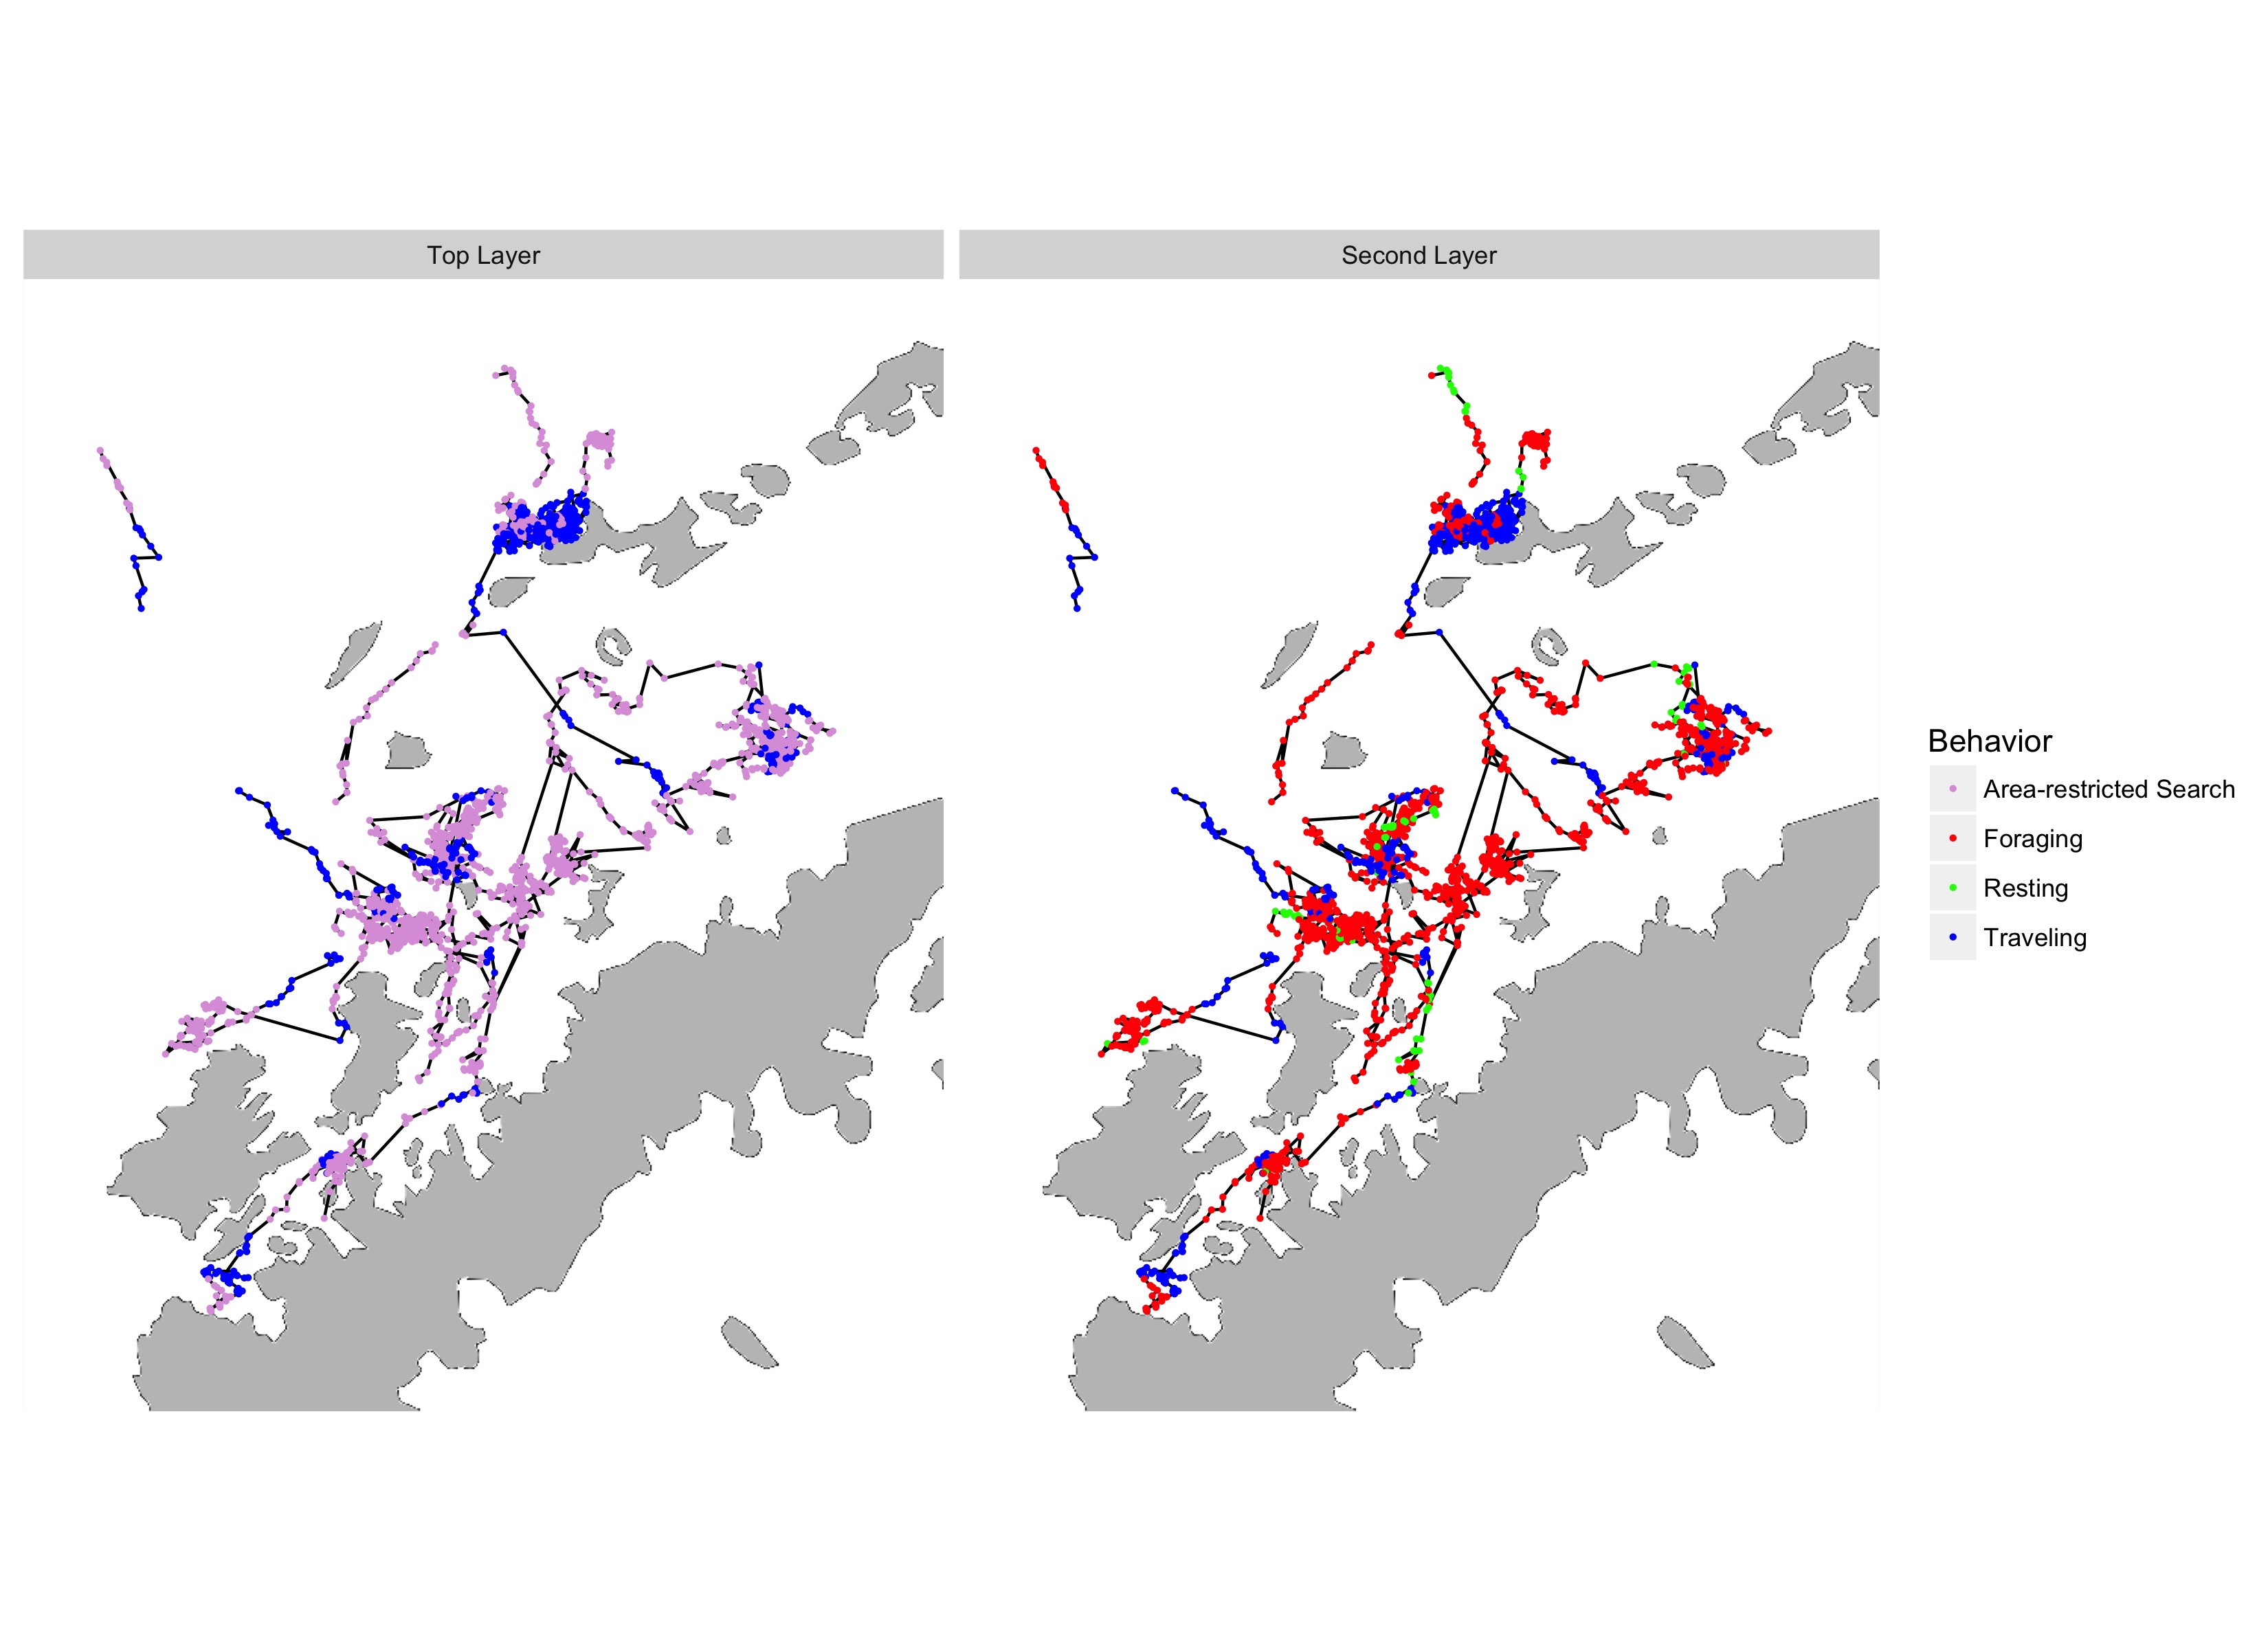 Top Layer
Second Layer
Behavior
Area-restricted Search
Foraging
Resting
Traveling